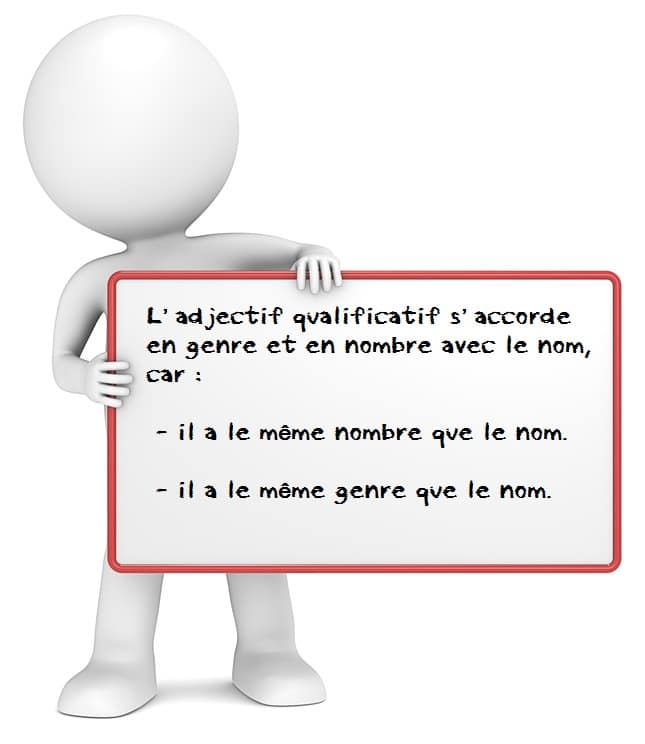 L'adjectif qualificatif s'accorde
en genre et en nombre avec le nom,
car :
- il a le même nombre que le nom.
- il a le même genre que le nom.